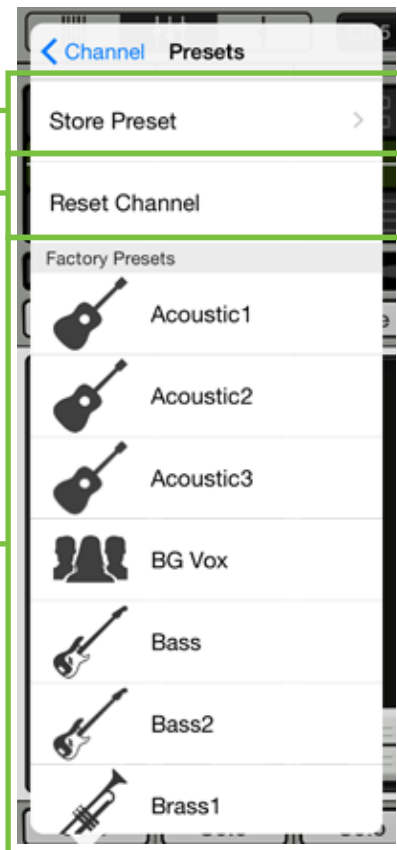 Channel Presets
Store Preset
Reset Channel
Factory Presets
Acoustic1
Acoustic2
Acoustic3
BG Vox
Bass
Bass2
Brass1